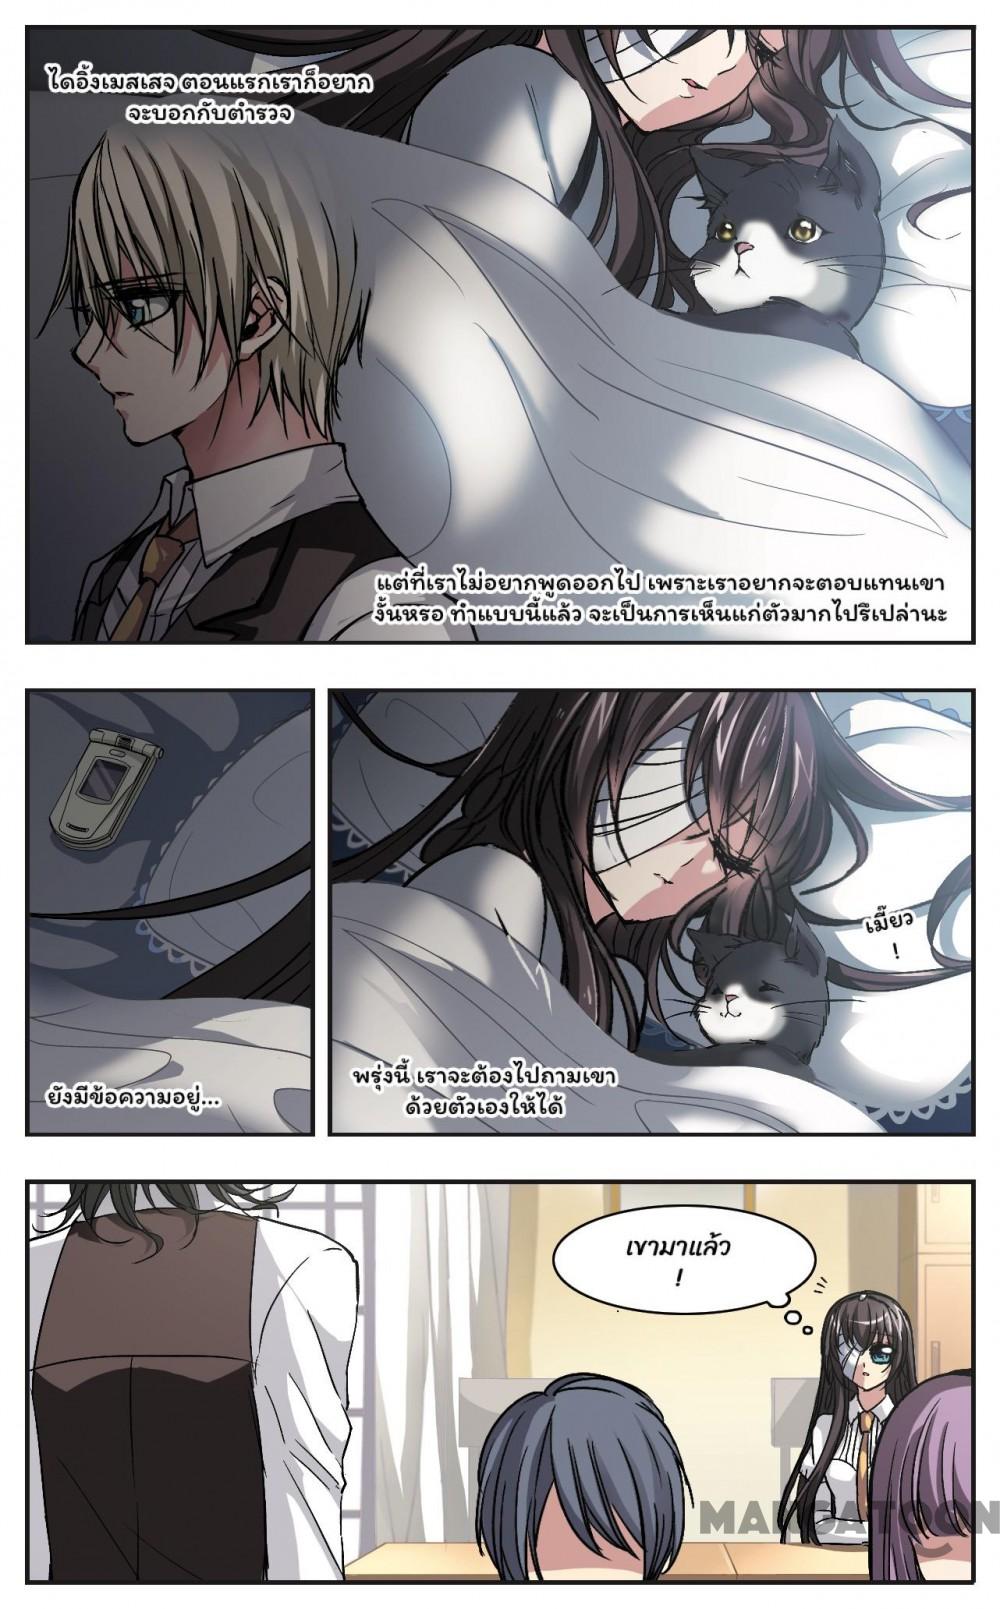 ไดอิ้งเมสเสจ ตอนแรกเราก็อยาก
จะบอกกับตำรวจ
แต่ที่เราไม่อยากพูดออกไป เพราะเราอยากจะตอบแทนเขา
งั้นหรอ ทำแบบนี้แล้ว จะเป็นการเห็นแก่ตัวมากไปรึเปล่านะ
ยังมีข้อความอยู่...
เมี๊ยว
!
พรุ่งนี้ เราจะต้องไปถามเขา
ด้วยตัวเองให้ได้
เขามาแล้ว
!
MANGATOON